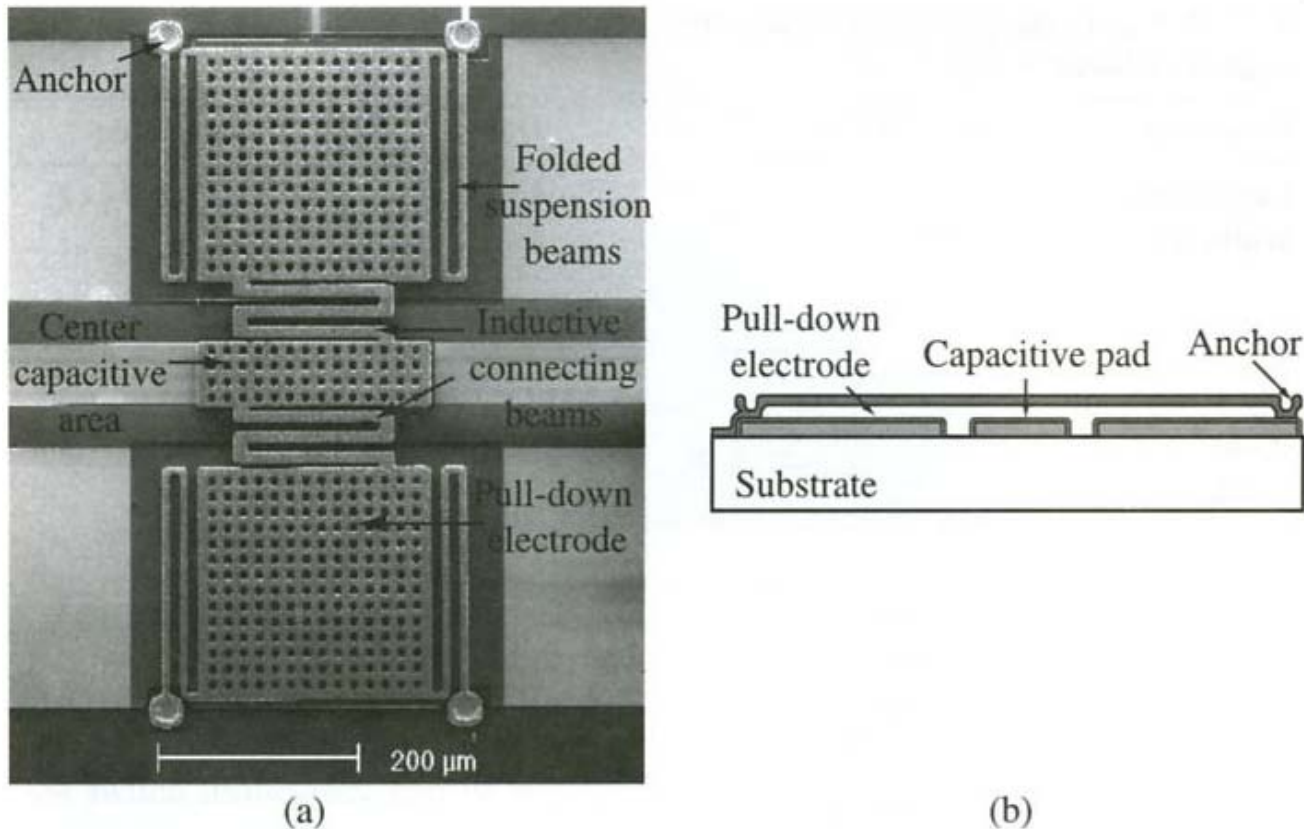 Anchor
Folded
suspension
beams
Center
capacitive
area
Inductive
connecting
beams
Pull-down
electrode
200 μm
(a)
Pull-down
electrode
Capacitive pad
Anchor
Substrate
(b)